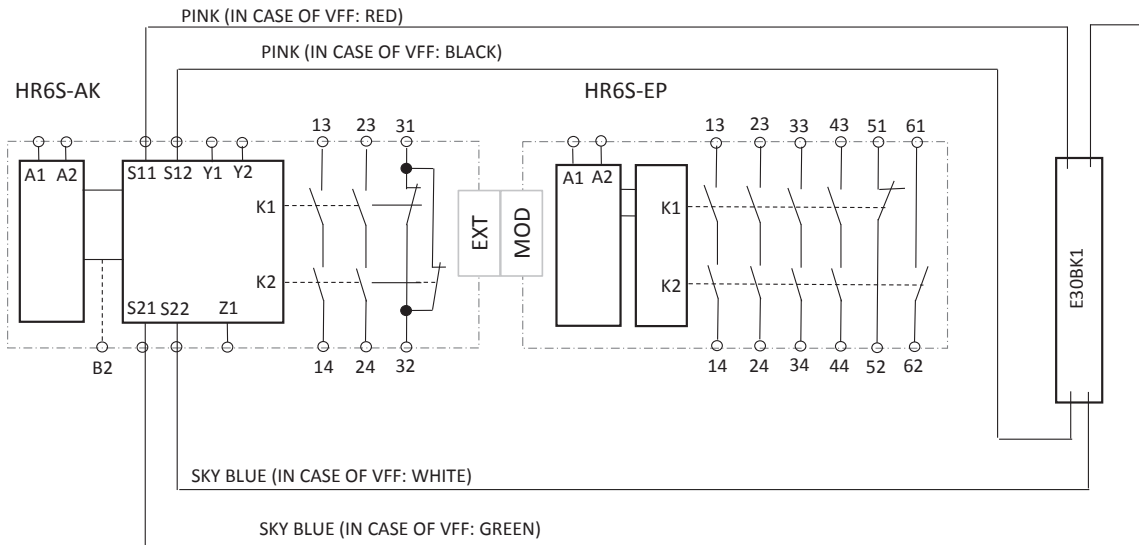 PINK (IN CASE OF VFF: RED)
PINK (IN CASE OF VFF: BLACK)
HR6S-AK
HR6S-EP
13 23 31
13 23 33 43 51 61
A1 A2
S11 S12 Y1 Y2
A1 A2
K1
K1
EXT
MOD
K2
K2
E30BK1
S21 S22 Z1
B2
14 24 32
14 24 34 44 52 62
SKY BLUE (IN CASE OF VFF: WHITE)
SKY BLUE (IN CASE OF VFF: GREEN)